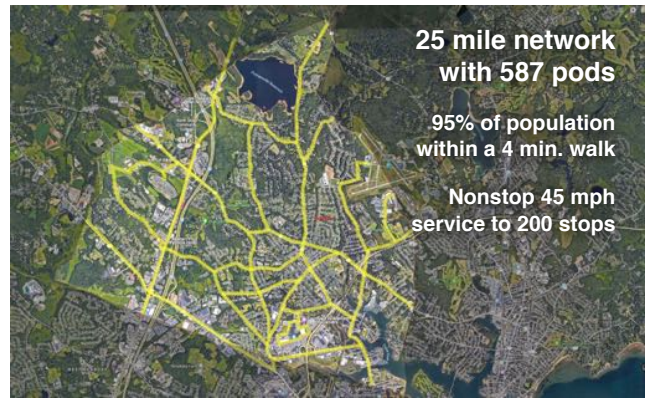 25 mile network
with 587 pods
95% of population
within a 4 min. walk
Nonstop 45 mph
service to 200 stops